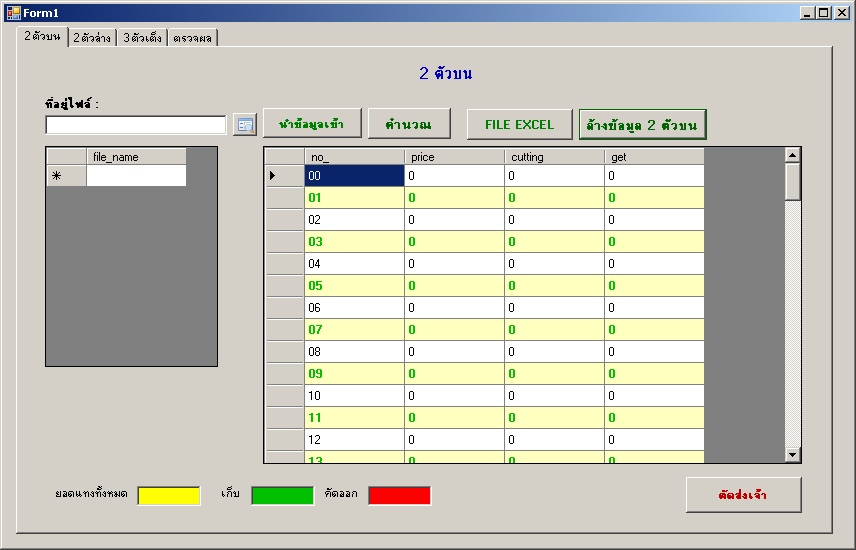 Form1
2ตัวบน 2ตัวล่าง 3ตัวเต็ง ตรวจผล
2 ตัวบน
ที่อยู่ไฟล์ :
นำข้อมูลเข้า คำนวณ FILE EXCEL ล้างข้อมูล 2 ตัวบน
file_name
no_ price cutting get
00 0 0 0
01 0 0 0
02 0 0 0
03 0 0 0
04 0 0 0
05 0 0 0
06 0 0 0
07 0 0 0
08 0 0 0
09 0 0 0
10 0 0 0
11 0 0 0
12 0 0 0
13 0 0 0
ยอดแทงทั้งหมด เก็บ คัดออก
ตัดส่งเจ้า